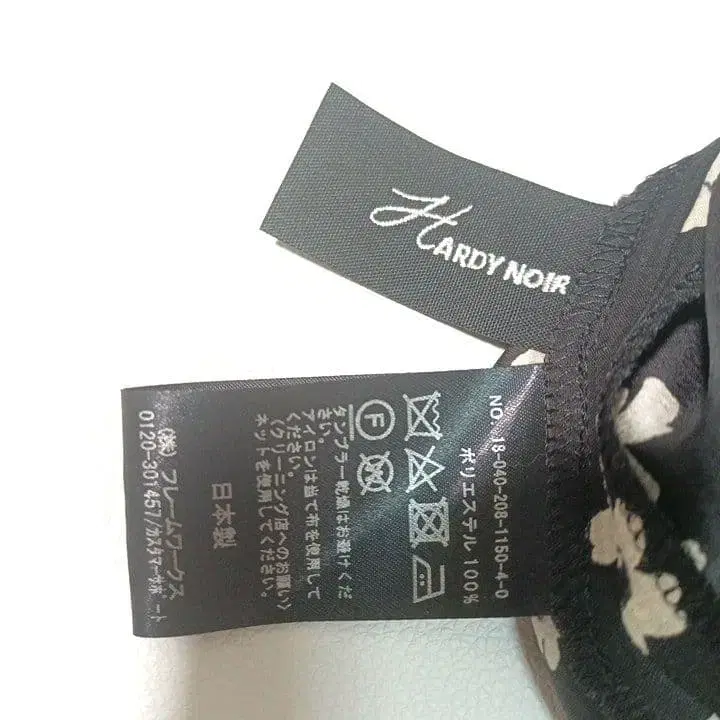 HARDY NOIR
NO. 18-040-208-1150-4-0
ポリエステル 100%
F
タンブラー乾燥はお避けくだ
さい。
アイロンは当て布を使用して
ください。
〈クリーニング店へのお願い〉
ネットを使用してください。
日本製
(株) フレームワークス
0120-301457/カスタマーサポート